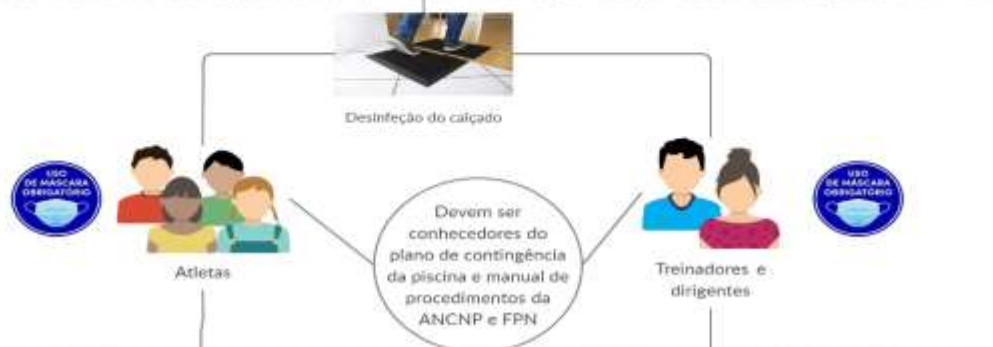 Desinfeção do calçado
USO
DE MÁSCARA
OBRIGATÓRIO
USO
DE MÁSCARA
OBRIGATÓRIO
Devem ser
conhecedores do
plano de contingência
da piscina e manual de
procedimentos da
ANCNP e FPN
Atletas
Treinadores e
dirigentes